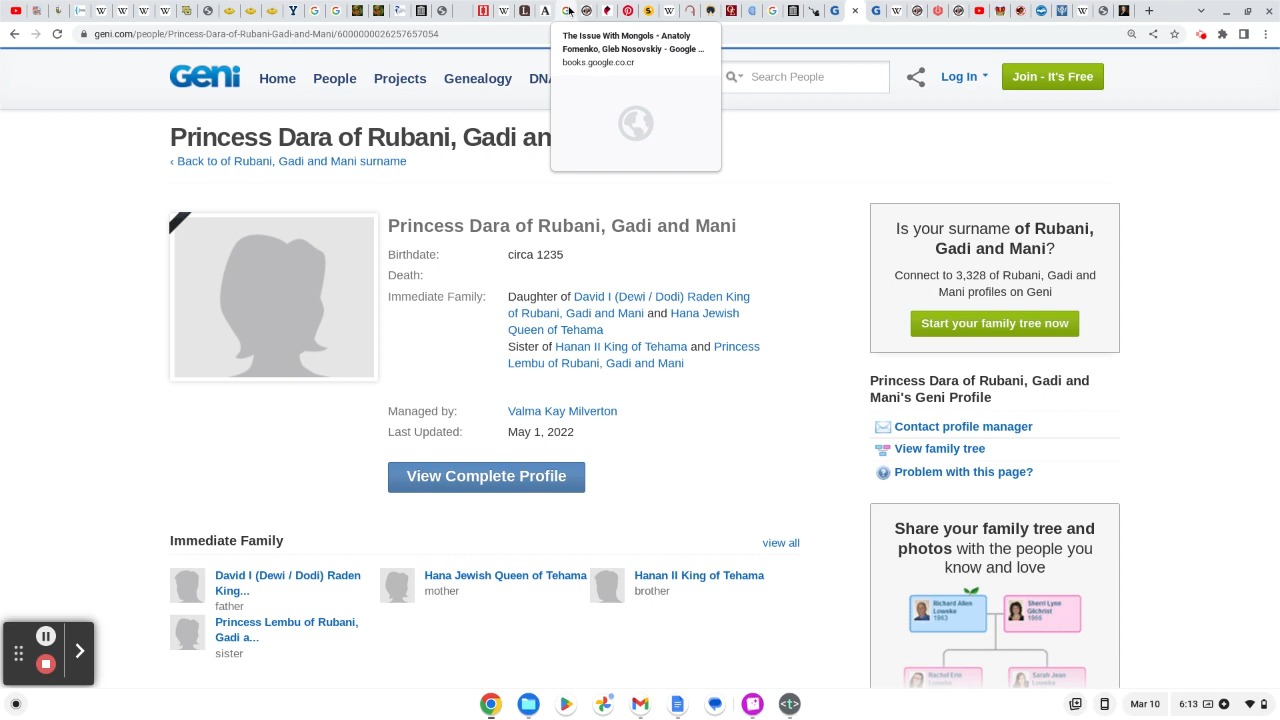 The Issue With Mongols - Anatoly
Fomenko, Gleb Nosovskiy - Google ...
books.google.co.cr
geni.com/people/Princess-Dara-of-Rubani-Gadi-and-Mani/6000000026257657054
Geni
Home People Projects Genealogy DNA
Search People
Log In
Join - It's Free
Princess Dara of Rubani, Gadi an
‹ Back to of Rubani, Gadi and Mani surname
Princess Dara of Rubani, Gadi and Mani
Birthdate: circa 1235
Death:
Immediate Family: Daughter of David I (Dewi / Dodi) Raden King
of Rubani, Gadi and Mani and Hana Jewish
Queen of Tehama
Sister of Hanan II King of Tehama and Princess
Lembu of Rubani, Gadi and Mani
Managed by: Valma Kay Milverton
Last Updated: May 1, 2022
View Complete Profile
Immediate Family
view all
David I (Dewi / Dodi) Raden
King...
father
Hana Jewish Queen of Tehama
mother
Hanan II King of Tehama
brother
Princess Lembu of Rubani,
Gadi a...
sister
Is your surname of Rubani,
Gadi and Mani?
Connect to 3,328 of Rubani, Gadi and
Mani profiles on Geni
Start your family tree now
Princess Dara of Rubani, Gadi and
Mani's Geni Profile
Contact profile manager
View family tree
Problem with this page?
Share your family tree and
photos with the people you
know and love
Richard Allen
Loweke
1963
Sherri Lynn
Gilchrist
1966
Rachel Erin
Loweke
Sarah Jean
Loweke
Mar 10
6:13